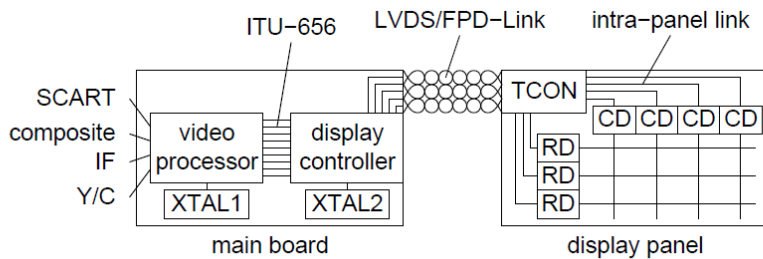 ITU−656
LVDS/FPD−Link
intra−panel link
SCART
composite
IF
Y/C
video
processor
display
controller
XTAL1
XTAL2
TCON
CD CD CD CD
RD
RD
RD
main board
display panel